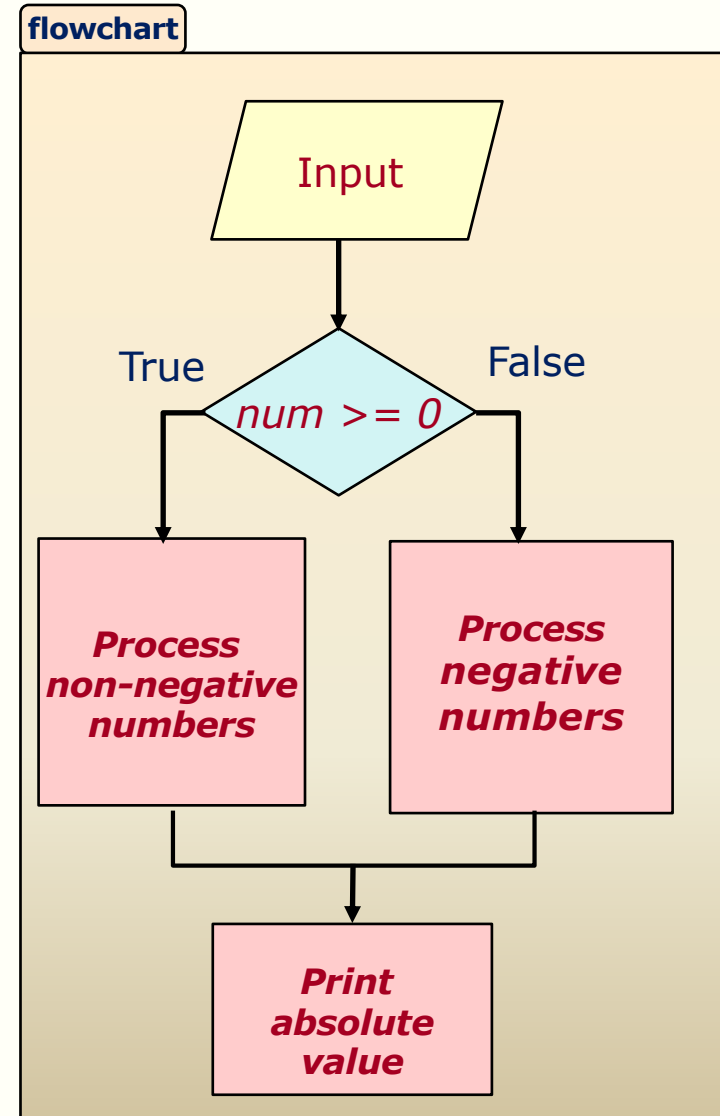 flowchart
Input
True
False
num >= 0
Process
non-negative
numbers
Process
negative
numbers
Print
absolute
value